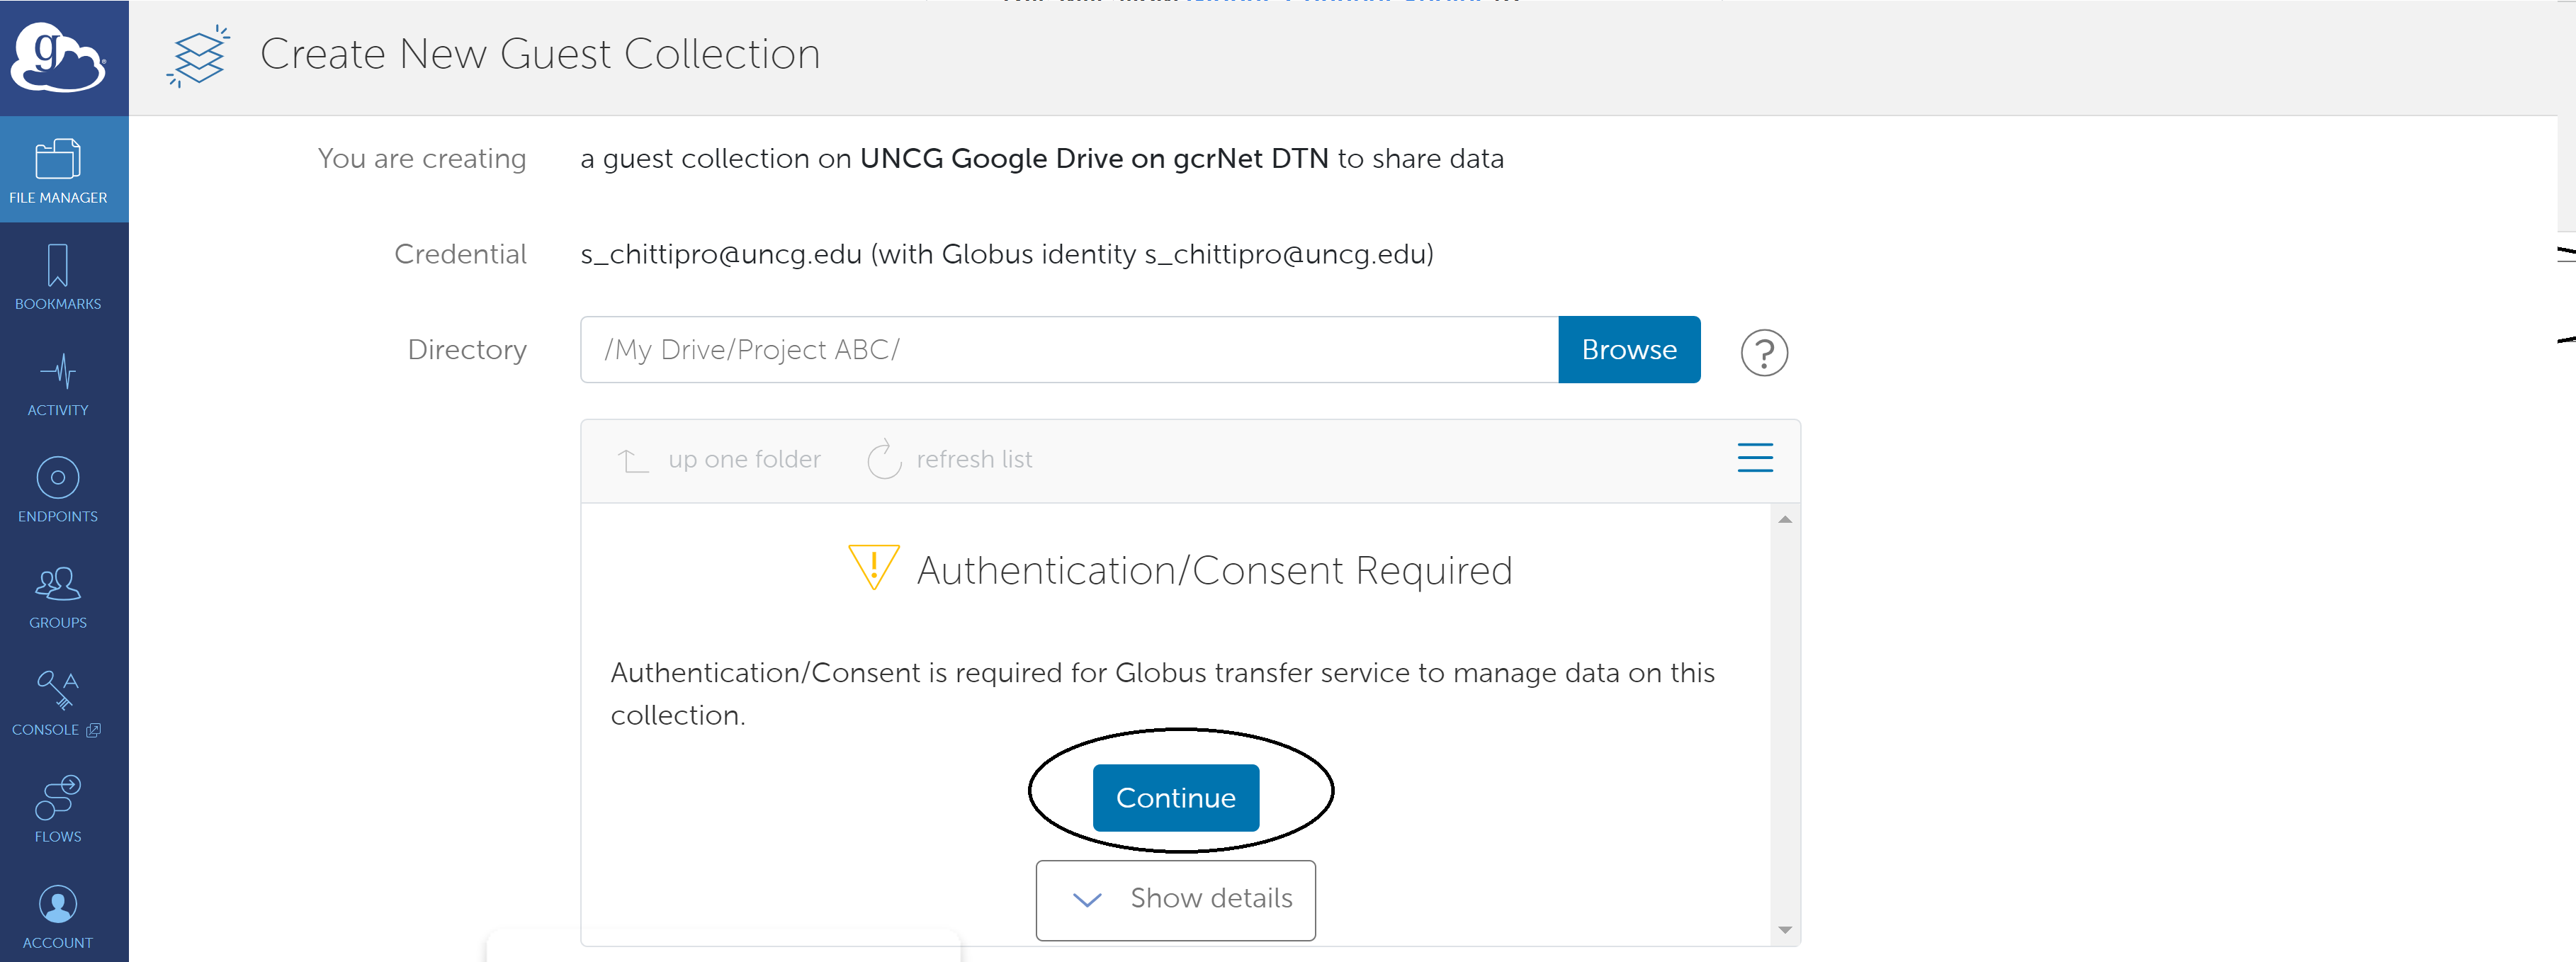 Create New Guest Collection
FILE MANAGER
BOOKMARKS
ACTIVITY
ENDPOINTS
GROUPS
CONSOLE
FLOWS
ACCOUNT
You are creating a guest collection on UNCG Google Drive on gcrNet DTN to share data
Credential s_chittipro@uncg.edu (with Globus identity s_chittipro@uncg.edu)
Directory /My Drive/Project ABC/ Browse ?
up one folder refresh list
Authentication/Consent Required
Authentication/Consent is required for Globus transfer service to manage data on this
collection.
Continue
Show details